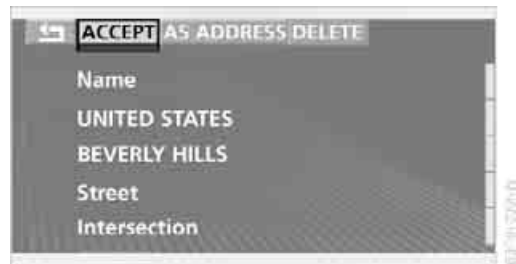 ACCEPT AS ADDRESS DELETE
Name
UNITED STATES
BEVERLY HILLS
Street
Intersection